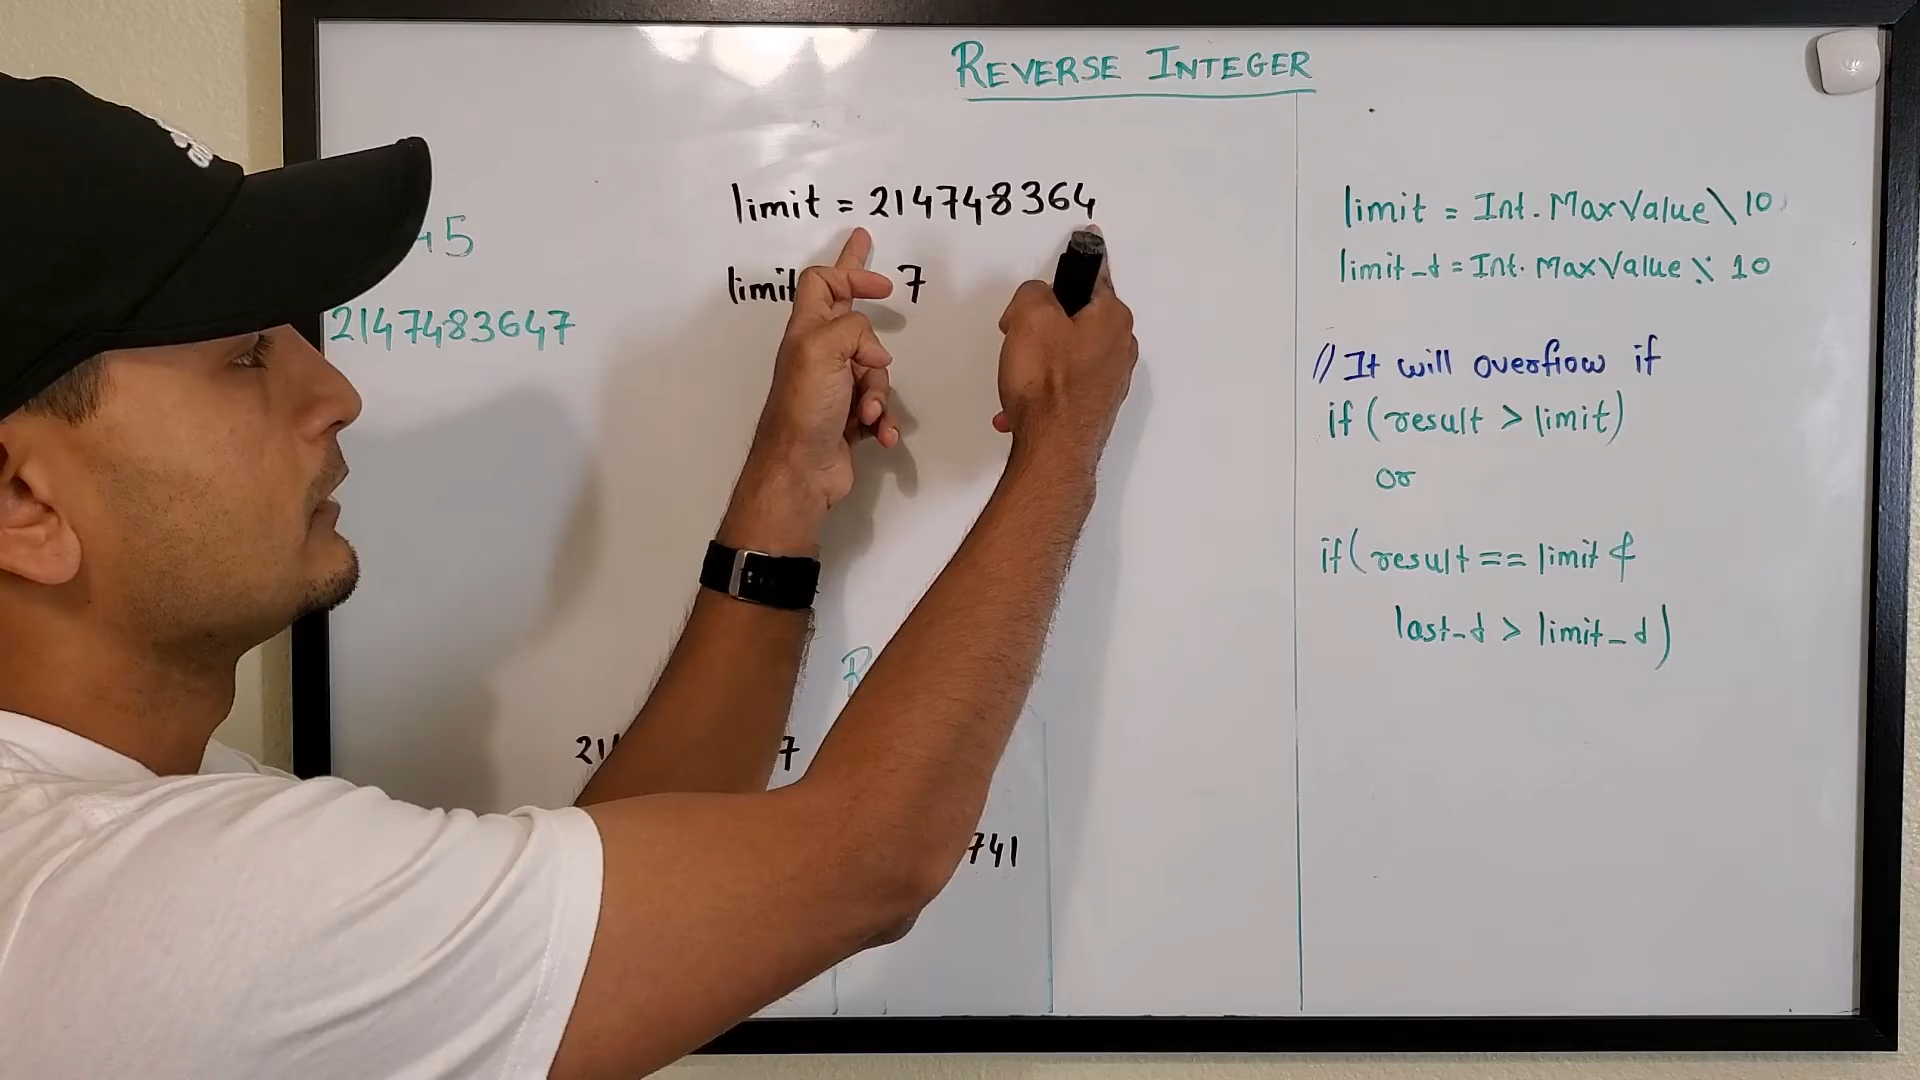 REVERSE INTEGER
limit = 214748364
limit 7
45
2147483647
21 7
741
limit = Int.MaxValue\10
limit_d = Int.MaxValue % 10
// It will overflow if
if (result > limit)
or
if (result == limit &
last_d > limit_d)